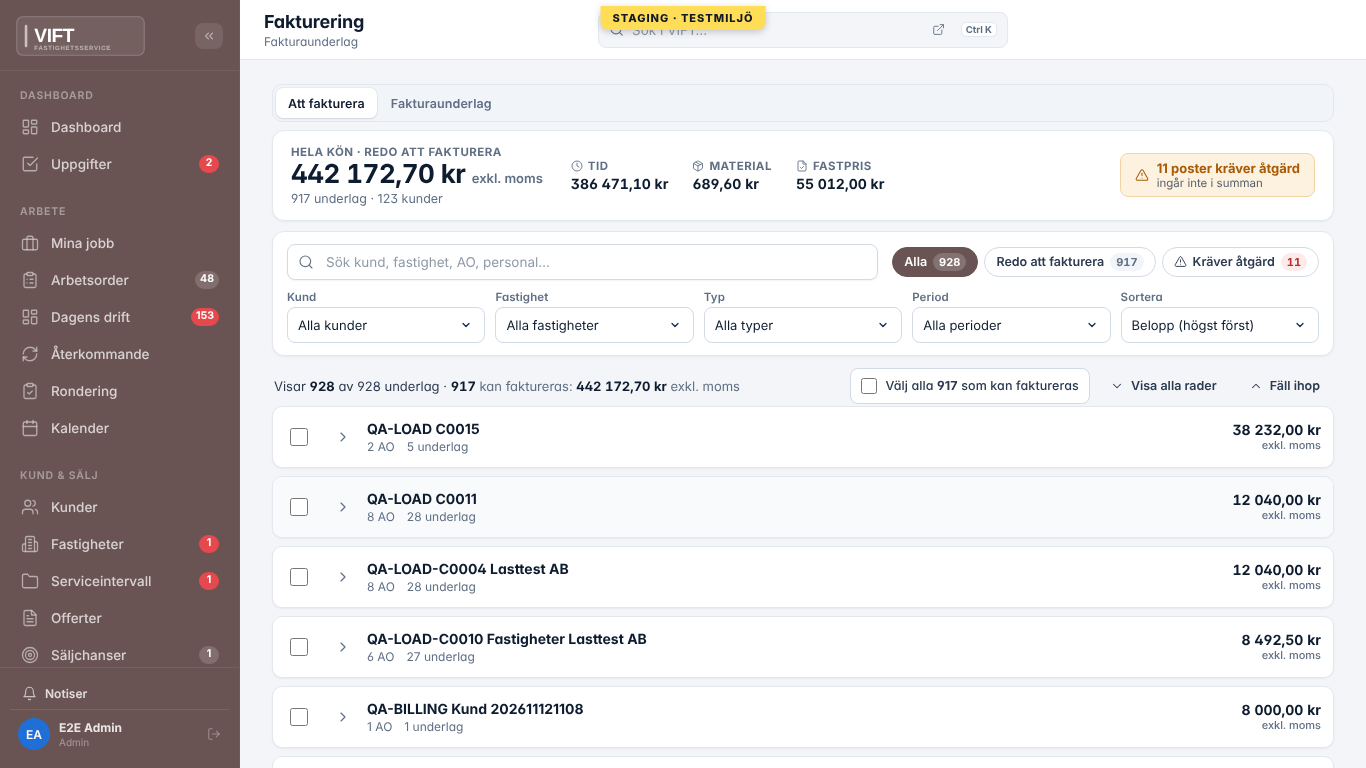 VIFT
FASTIGHETSSERVICE
DASHBOARD
Dashboard
Uppgifter 2
ARBETE
Mina jobb
Arbetsorder 48
Dagens drift 153
Återkommande
Rondering
Kalender
KUND & SÄLJ
Kunder
Fastigheter 1
Serviceintervall 1
Offerter
Säljchanser 1
Notiser
EA E2E Admin
Admin
Fakturering
Fakturaunderlag
STAGING · TESTMILJÖ
Sök i VIFT...
Ctrl K
Att fakturera Fakturaunderlag
HELA KÖN · REDO ATT FAKTURERA
442 172,70 kr exkl. moms
917 underlag · 123 kunder
TID
386 471,10 kr
MATERIAL
689,60 kr
FASTPRIS
55 012,00 kr
11 poster kräver åtgärd
ingår inte i summan
Sök kund, fastighet, AO, personal...
Alla 928
Redo att fakturera 917
Kräver åtgärd 11
Kund
Alla kunder
Fastighet
Alla fastigheter
Typ
Alla typer
Period
Alla perioder
Sortera
Belopp (högst först)
Visar 928 av 928 underlag · 917 kan faktureras: 442 172,70 kr exkl. moms
Välj alla 917 som kan faktureras
Visa alla rader
Fäll ihop
QA-LOAD C0015
2 AO 5 underlag
38 232,00 kr
exkl. moms
QA-LOAD C0011
8 AO 28 underlag
12 040,00 kr
exkl. moms
QA-LOAD-C0004 Lasttest AB
8 AO 28 underlag
12 040,00 kr
exkl. moms
QA-LOAD-C0010 Fastigheter Lasttest AB
6 AO 27 underlag
8 492,50 kr
exkl. moms
QA-BILLING Kund 202611121108
1 AO 1 underlag
8 000,00 kr
exkl. moms